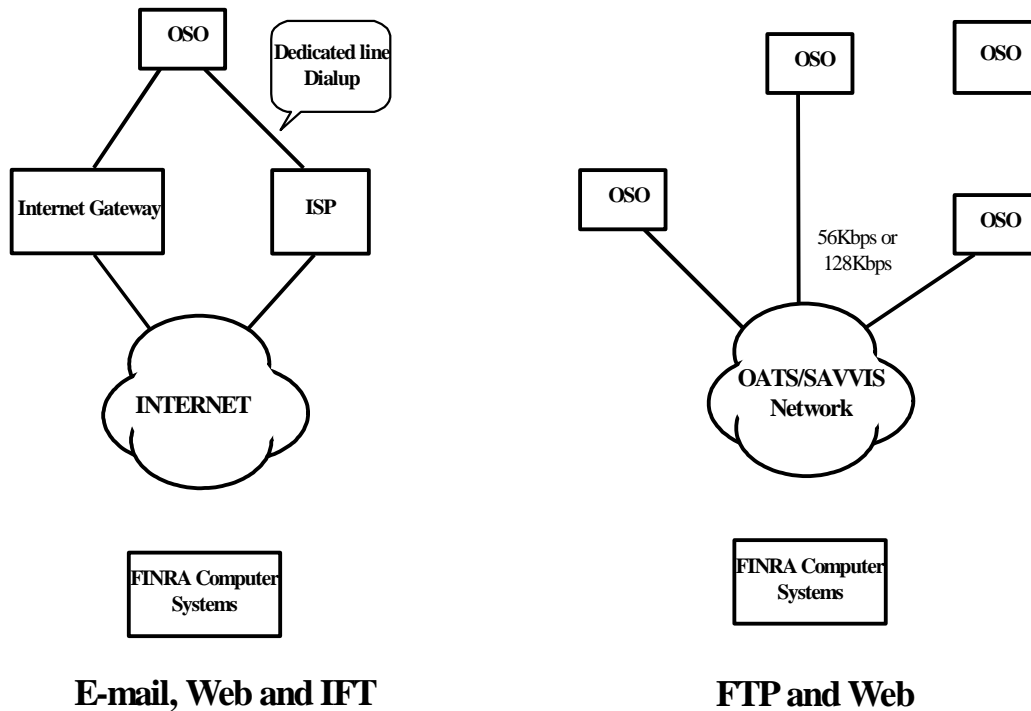 OSO
Dedicated line
Dialup
Internet Gateway
ISP
INTERNET
FINRA Computer
Systems
E-mail, Web and IFT
OSO
OSO
OSO
OSO
56Kbps or
128Kbps
OATS/SAVVIS
Network
FINRA Computer
Systems
FTP and Web